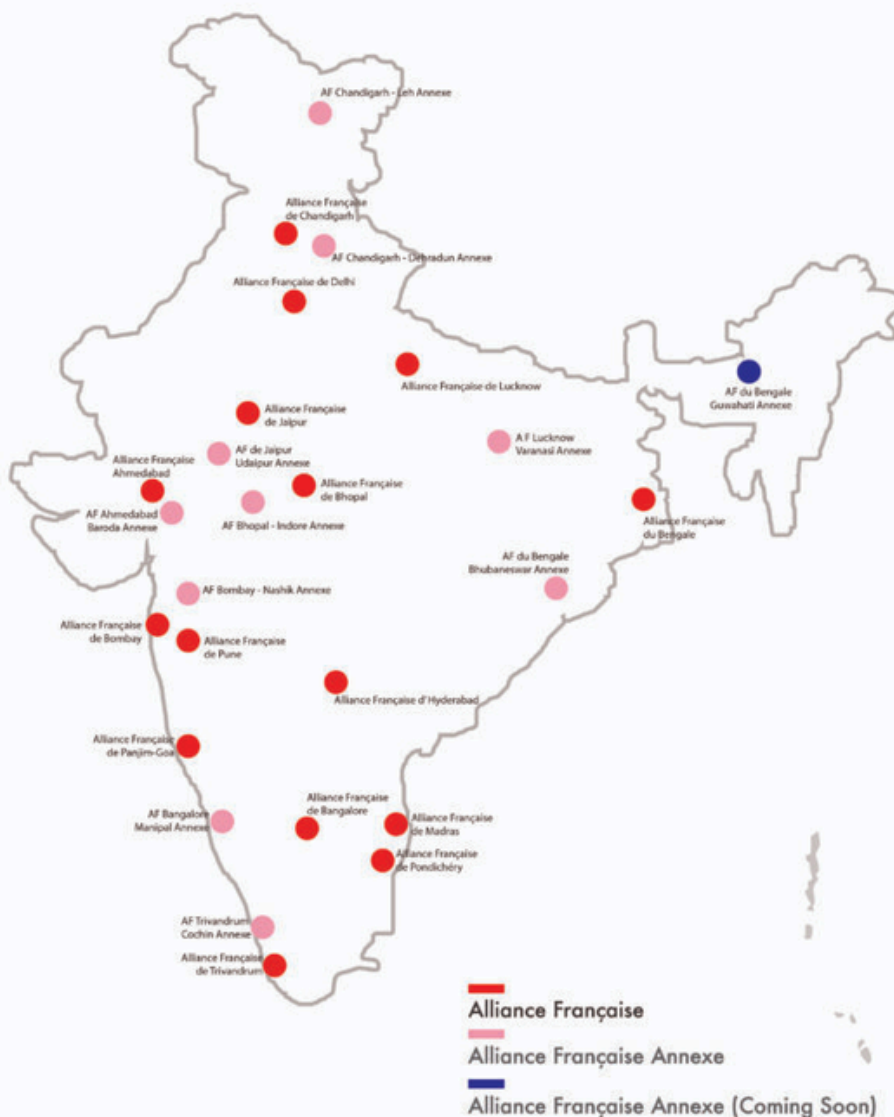 AF Chandigarh - Leh Annexe
Alliance Française
de Chandigarh
AF Chandigarh - Dehradun Annexe
Alliance Française de Delhi
Alliance Française de Lucknow
AF du Bengale
Guwahati Annexe
Alliance Française
de Jaipur
A F Lucknow
Varanasi Annexe
AF de Jaipur
Udaipur Annexe
Alliance Française
Ahmedabad
Alliance Française
de Bhopal
AF Ahmedabad
Baroda Annexe
AF Bhopal - Indore Annexe
Alliance Française
du Bengale
AF du Bengale
Bhubaneswar Annexe
AF Bombay - Nashik Annexe
Alliance Française
de Bombay
Alliance Française
de Pune
Alliance Française d'Hyderabad
Alliance Française
de Panjim-Goa
AF Bangalore
Manipal Annexe
Alliance Française
de Bangalore
Alliance Française
de Madras
Alliance Française
de Pondichéry
AF Trivandrum
Cochin Annexe
Alliance Française
de Trivandrum
Alliance Française
Alliance Française Annexe
Alliance Française Annexe (Coming Soon)